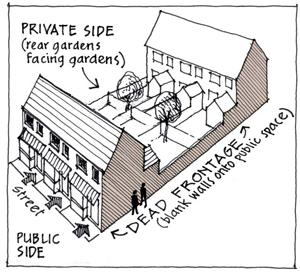 PRIVATE SIDE
(rear gardens
facing gardens)
street
PUBLIC
SIDE
DEAD FRONTAGE
(blank walls onto public space)